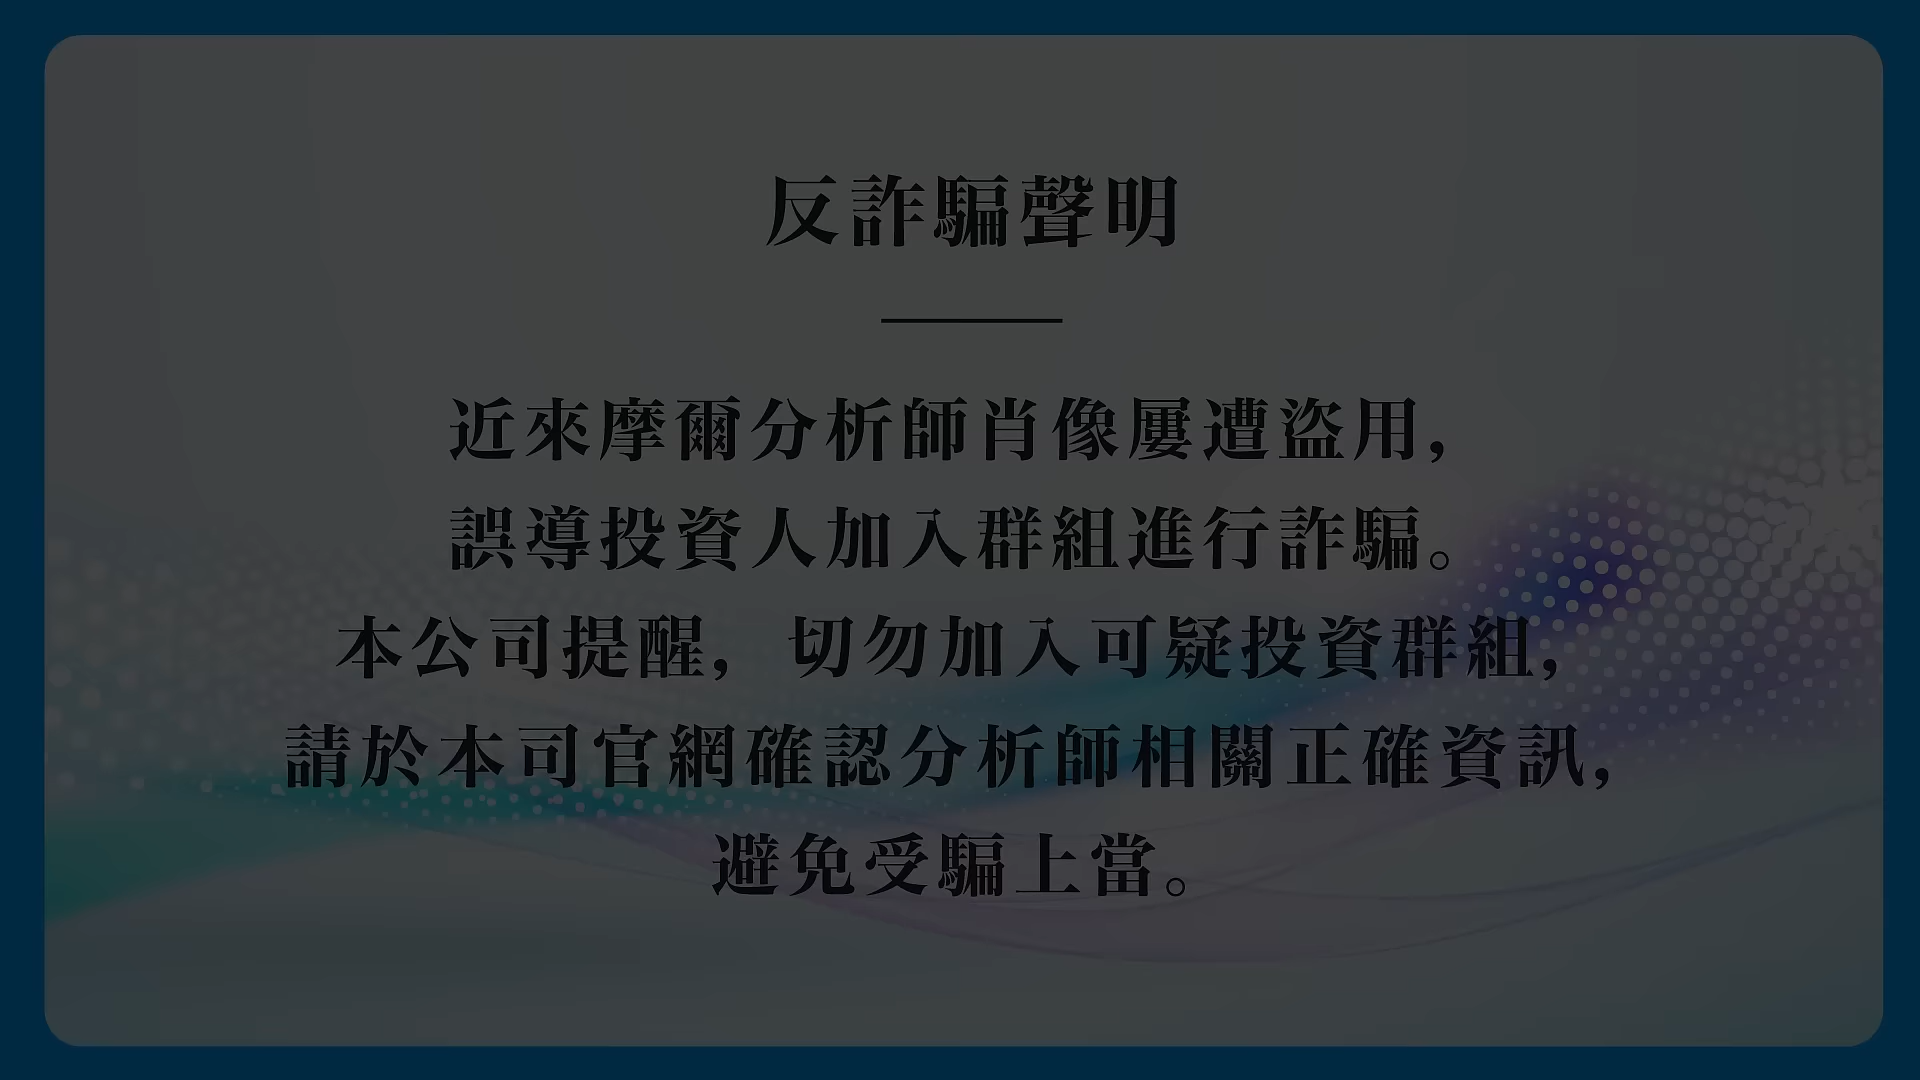 反詐騙聲明
近來摩爾分析師肖像屢遭盜用，
誤導投資人加入群組進行詐騙。
本公司提醒，切勿加入可疑投資群組，
請於本司官網確認分析師相關正確資訊，
避免受騙上當。